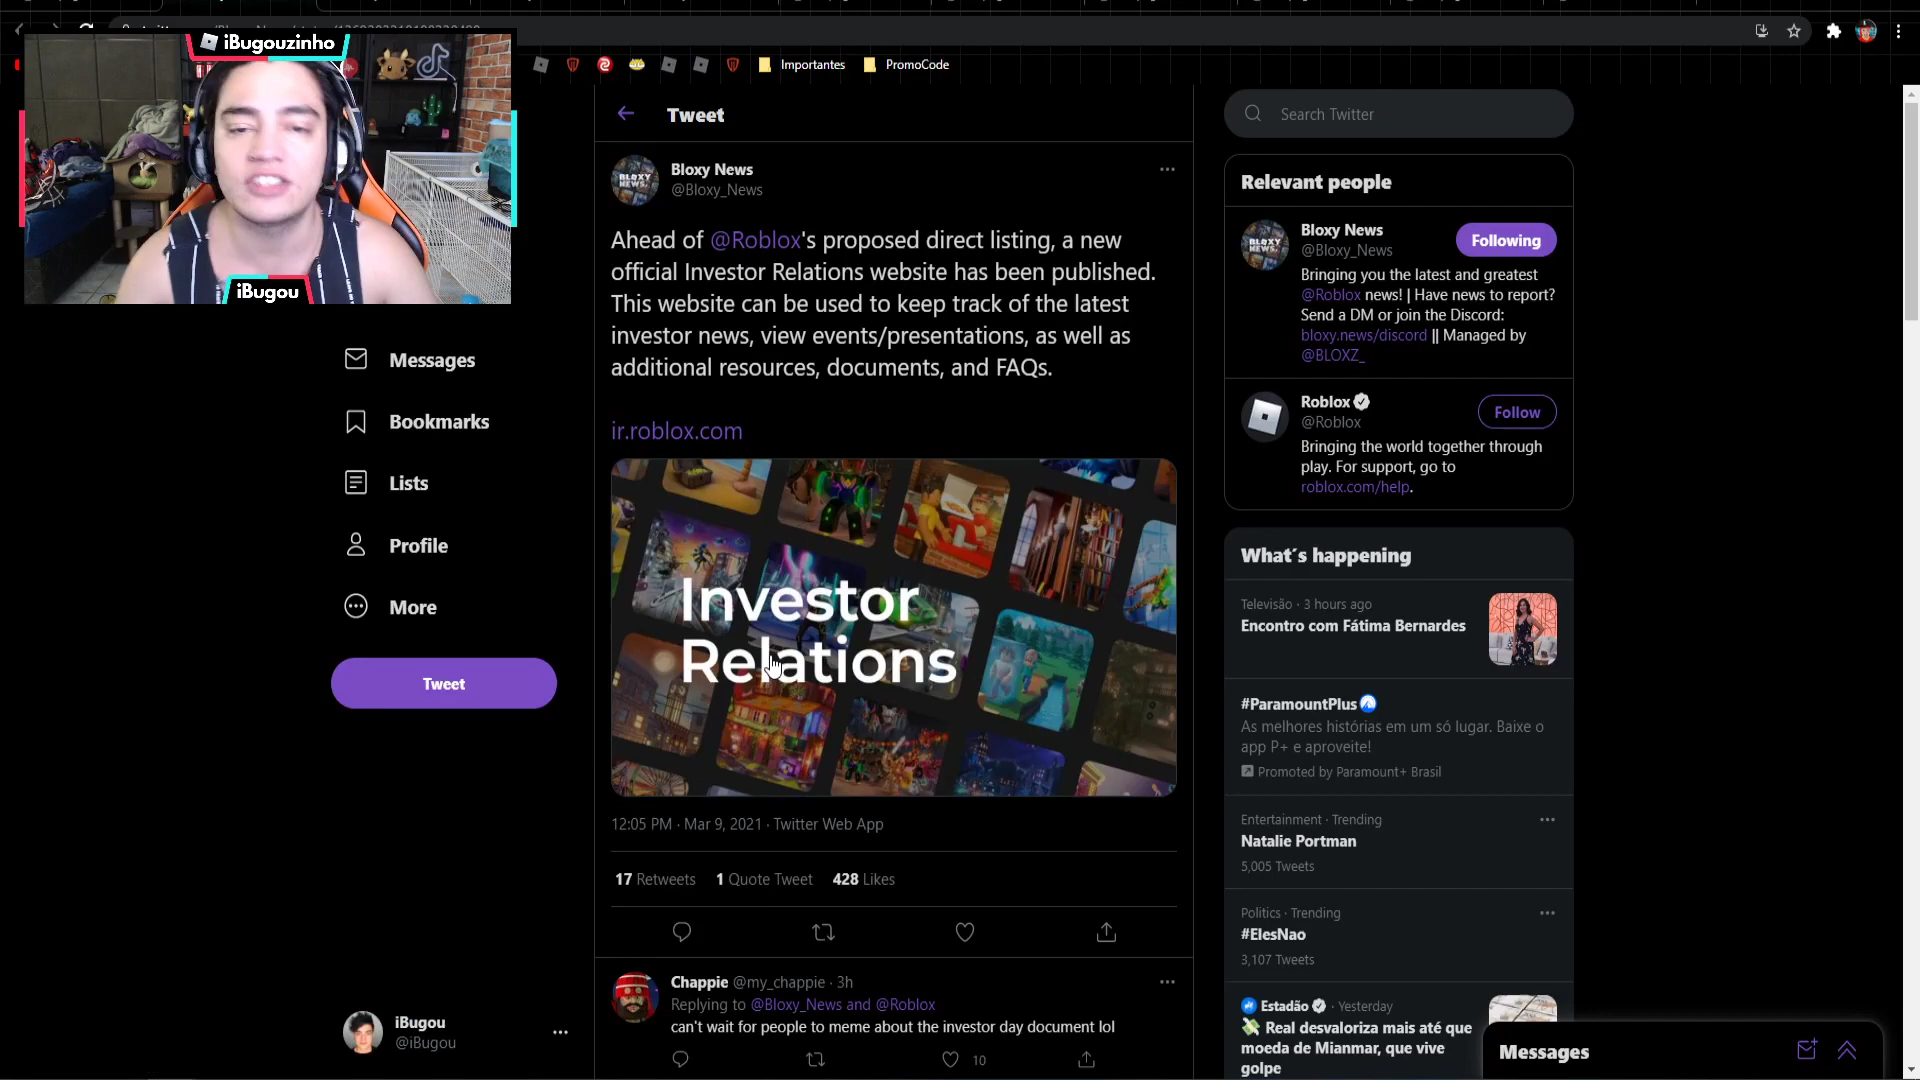 iBugouzinho
iBugou
Importantes
PromoCode
Messages
Bookmarks
Lists
Profile
More
Tweet
iBugou
@iBugou
Tweet
Bloxy News
@Bloxy_News
Ahead of @Roblox's proposed direct listing, a new
official Investor Relations website has been published.
This website can be used to keep track of the latest
investor news, view events/presentations, as well as
additional resources, documents, and FAQs.
ir.roblox.com
Investor
Relations
12:05 PM · Mar 9, 2021 · Twitter Web App
17 Retweets 1 Quote Tweet 428 Likes
Chappie @my_chappie · 3h
Replying to @Bloxy_News and @Roblox
can't wait for people to meme about the investor day document lol
10
Search Twitter
Relevant people
Bloxy News
@Bloxy_News
Following
Bringing you the latest and greatest
@Roblox news! | Have news to report?
Send a DM or join the Discord:
bloxy.news/discord || Managed by
@BLOXZ_
Roblox
@Roblox
Follow
Bringing the world together through
play. For support, go to
roblox.com/help.
What's happening
Televisão · 3 hours ago
Encontro com Fátima Bernardes
#ParamountPlus
As melhores histórias em um só lugar. Baixe o
app P+ e aproveite!
Promoted by Paramount+ Brasil
Entertainment · Trending
Natalie Portman
5,005 Tweets
Politics · Trending
#ElesNao
3,107 Tweets
Estadão · Yesterday
Real desvaloriza mais até que
moeda de Mianmar, que vive
golpe
Messages